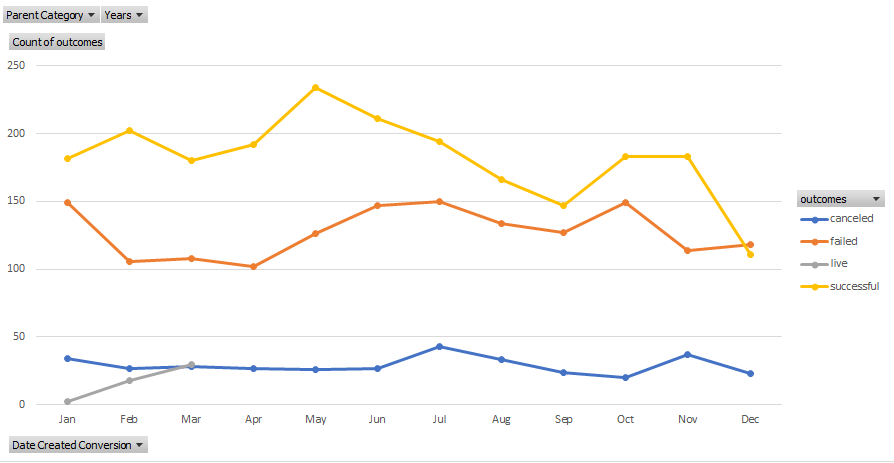 Parent Category Years
Count of outcomes
250
200
150
100
50
0
Jan Feb Mar Apr May Jun Jul Aug Sep Oct Nov Dec
outcomes
canceled
failed
live
successful
Date Created Conversion